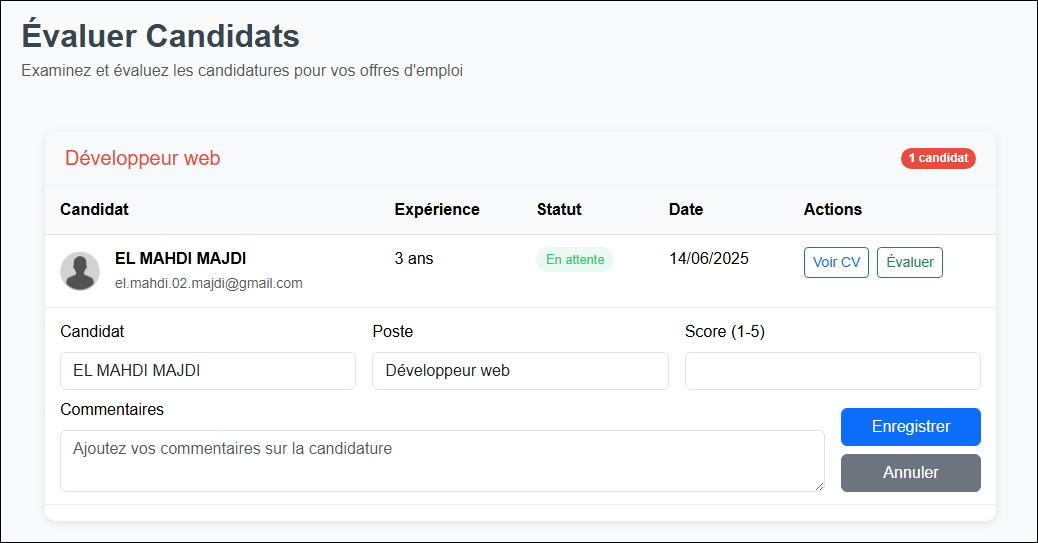 Évaluer Candidats
Examinez et évaluez les candidatures pour vos offres d'emploi
Développeur web 1 candidat
Candidat Expérience Statut Date Actions
EL MAHDI MAJDI 3 ans En attente 14/06/2025 Voir CV Évaluer
el.mahdi.02.majdi@gmail.com
Candidat Poste Score (1-5)
EL MAHDI MAJDI Développeur web
Commentaires
Enregistrer
Ajoutez vos commentaires sur la candidature
Annuler